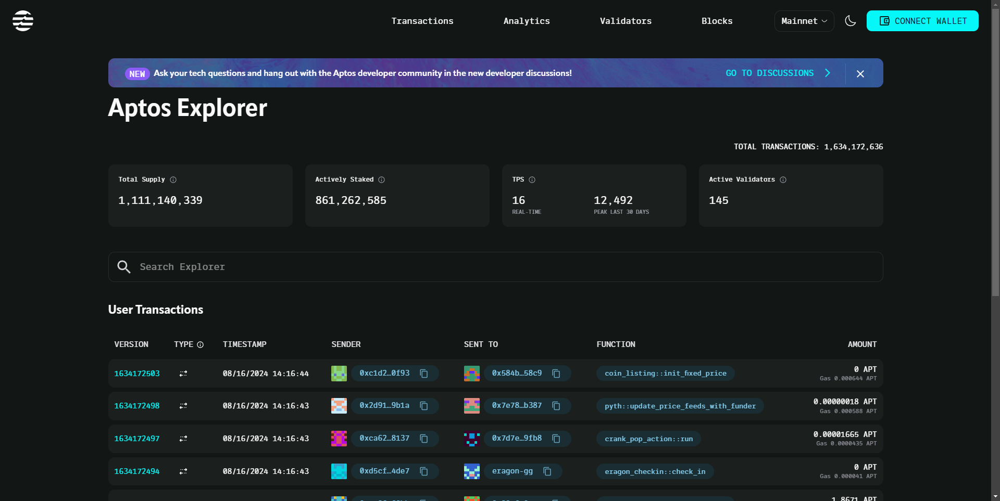 Transactions
Analytics
Validators
Blocks
Mainnet
CONNECT WALLET
NEW Ask your tech questions and hang out with the Aptos developer community in the new developer discussions!
GO TO DISCUSSIONS
Aptos Explorer
TOTAL TRANSACTIONS: 1,634,172,636
Total Supply
1,111,140,339
Actively Staked
861,262,585
TPS
16
REAL-TIME
12,492
PEAK LAST 30 DAYS
Active Validators
145
Search Explorer
User Transactions
VERSION TYPE TIMESTAMP SENDER SENT TO FUNCTION AMOUNT
1634172503 08/16/2024 14:16:44 0xc1d2…0f93 0x584b…58c9 coin_listing::init_fixed_price 0 APT
Gas 0.000644 APT
1634172498 08/16/2024 14:16:43 0x2d91…9b1a 0x7e78…b387 pyth::update_price_feeds_with_funder 0.00000018 APT
Gas 0.000588 APT
1634172497 08/16/2024 14:16:43 0xca62…8137 0x7d7e…9fb8 crank_pop_action::run 0.00001665 APT
Gas 0.0000435 APT
1634172494 08/16/2024 14:16:43 0xd5cf…4de7 eragon-gg eragon_checkin::check_in 0 APT
Gas 0.000041 APT
1.8671 APT